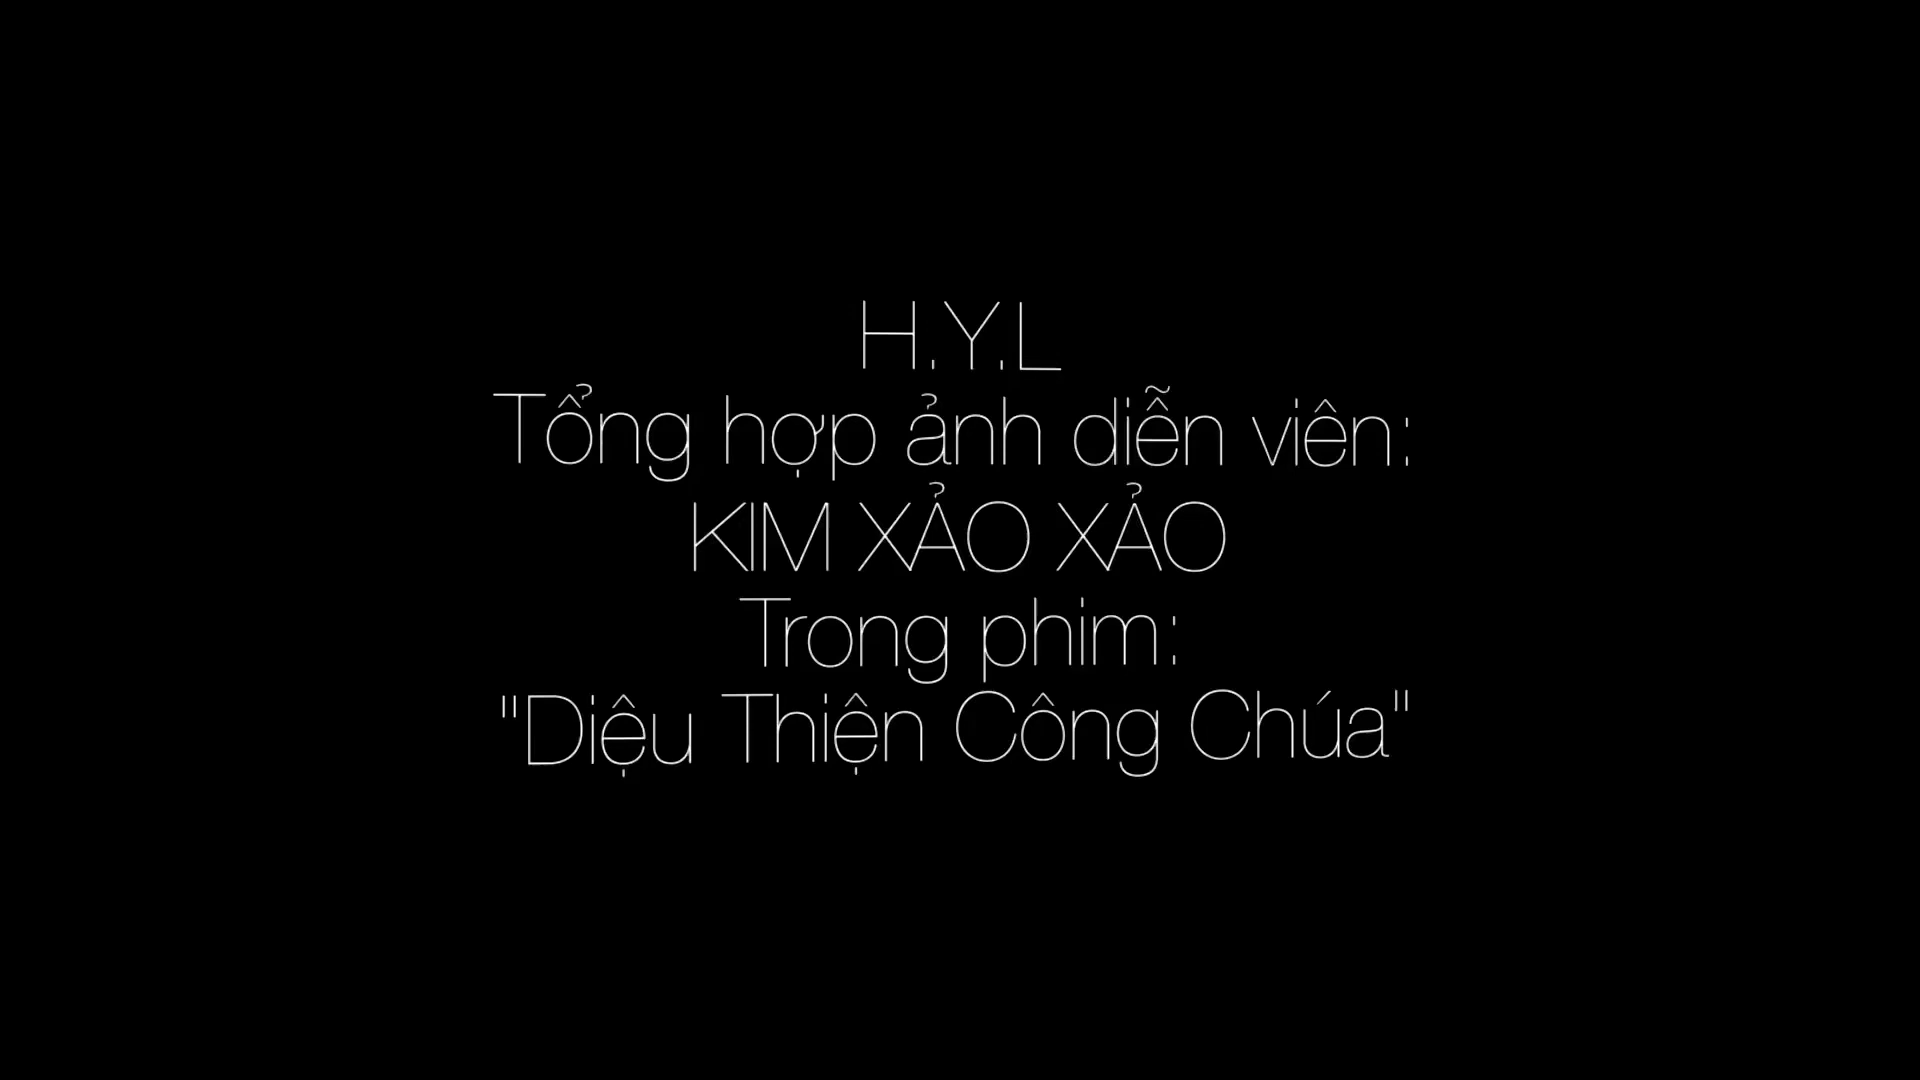 H.Y.L
Tổng hợp ảnh diễn viên:
KIM XẢO XẢO
Trong phim:
"Diệu Thiện Công Chúa"